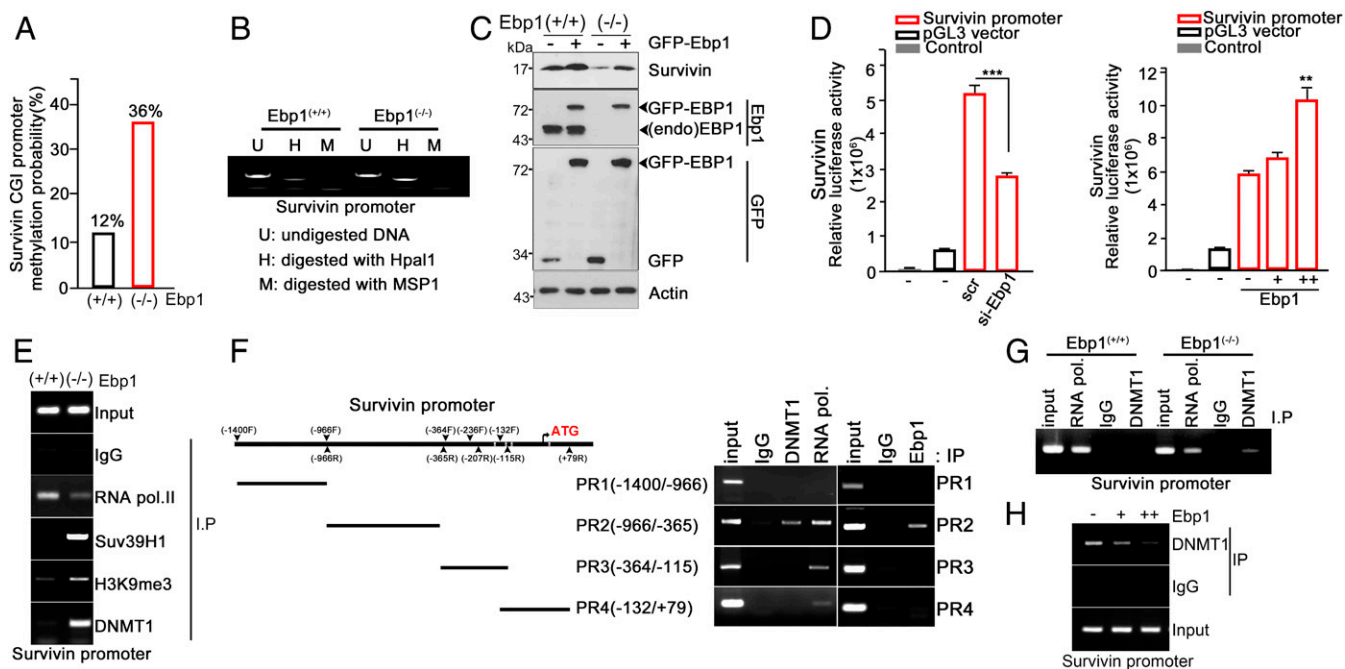 A
Survivin CGI promoter
methylation probability(%)
40
30
20
10
0
12%
36%
(+/+) (-/-) Ebp1
B
Ebp1(+/+) Ebp1(-/-)
U H M U H M
Survivin promoter
U: undigested DNA
H: digested with Hpal1
M: digested with MSP1
C
Ebp1 (+/+) (-/-)
kDa - + - + GFP-Ebp1
17 Survivin
72 GFP-EBP1
43 (endo)EBP1
Ebp1
72 GFP-EBP1
34 GFP
GFP
43 Actin
D
Survivin promoter
pGL3 vector
Control
Survivin
Relative luciferase activity
(1x10⁶)
6
5
4
3
2
1
0
***
- - scr si-Ebp1
Survivin promoter
pGL3 vector
Control
Survivin
Relative luciferase activity
(1x10⁶)
12
10
8
6
4
2
0
**
- - - + ++
Ebp1
E
(+/+) (-/-) Ebp1
Input
IgG
RNA pol.II
Suv39H1
H3K9me3
DNMT1
I.P
Survivin promoter
F
Survivin promoter
(-1400F) (-966F) (-364F) (-236F) (-132F) ATG
(-966R) (-365R) (-207R) (-115R) (+79R)
PR1(-1400/-966)
PR2(-966/-365)
PR3(-364/-115)
PR4(-132/+79)
input IgG DNMT1 RNA pol. input IgG Ebp1 : IP
PR1
PR2
PR3
PR4
G
Ebp1(+/+) Ebp1(-/-)
input RNA pol. IgG DNMT1 input RNA pol. IgG DNMT1 I.P
Survivin promoter
H
- + ++ Ebp1
DNMT1
IgG
IP
Input
Survivin promoter